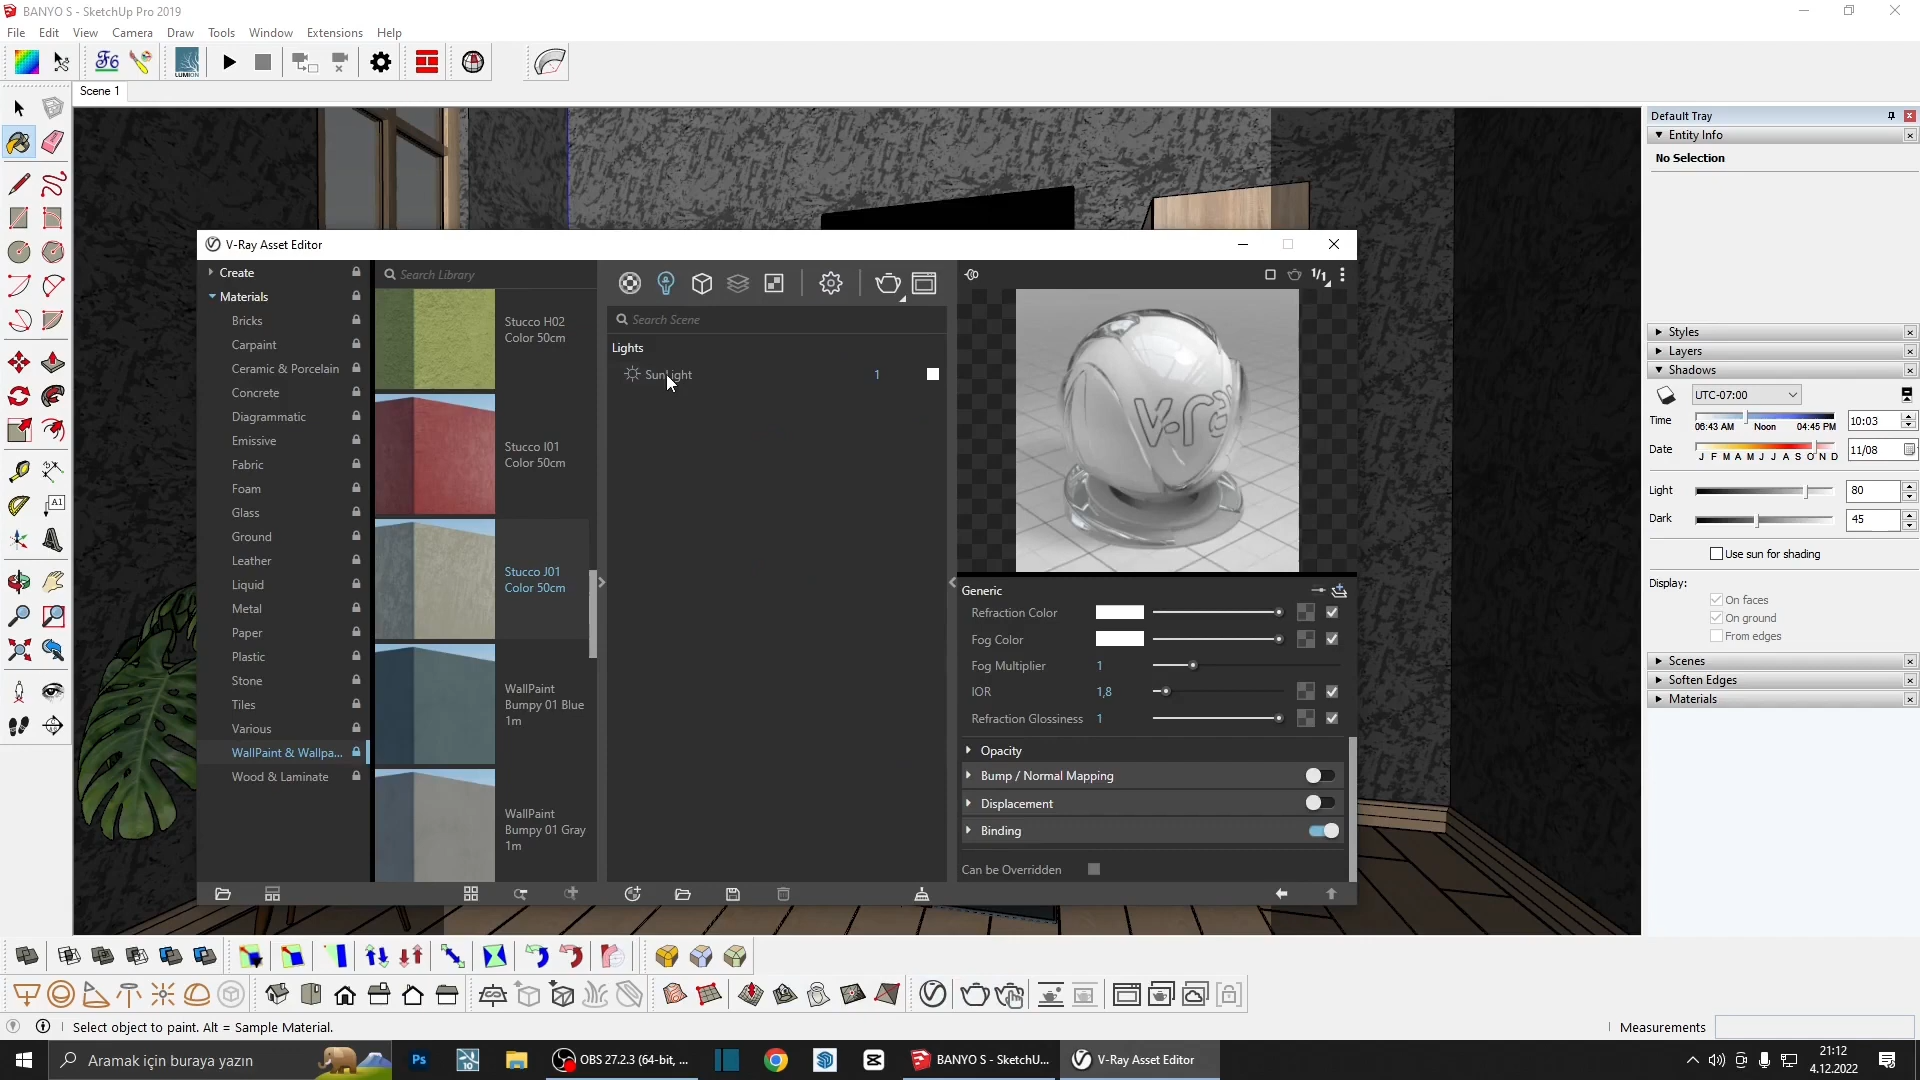 BANYO S - SketchUp Pro 2019
File Edit View Camera Draw Tools Window Extensions Help
LUMION
Scene 1
V-Ray Asset Editor
Create
Materials
Bricks
Carpaint
Ceramic & Porcelain
Concrete
Diagrammatic
Emissive
Fabric
Foam
Glass
Ground
Leather
Liquid
Metal
Paper
Plastic
Stone
Tiles
Various
WallPaint & Wallpa...
Wood & Laminate
Search Library
Stucco H02
Color 50cm
Stucco I01
Color 50cm
Stucco J01
Color 50cm
WallPaint
Bumpy 01 Blue
1m
WallPaint
Bumpy 01 Gray
1m
Search Scene
Lights
SunLight 1
1/1
v-ra
Generic
Refraction Color
Fog Color
Fog Multiplier 1
IOR 1,8
Refraction Glossiness 1
Opacity
Bump / Normal Mapping
Displacement
Binding
Can be Overridden
Default Tray
Entity Info
No Selection
Styles
Layers
Shadows
UTC-07:00
Time 06:43 AM Noon 04:45 PM 10:03
Date J F M A M J J A S O N D 11/08
Light 80
Dark 45
Use sun for shading
Display:
On faces
On ground
From edges
Scenes
Soften Edges
Materials
Select object to paint. Alt = Sample Material.
Measurements
Aramak için buraya yazın
Ps
10
OBS 27.2.3 (64-bit, ...
BANYO S - SketchU...
V-Ray Asset Editor
21:12
4.12.2022